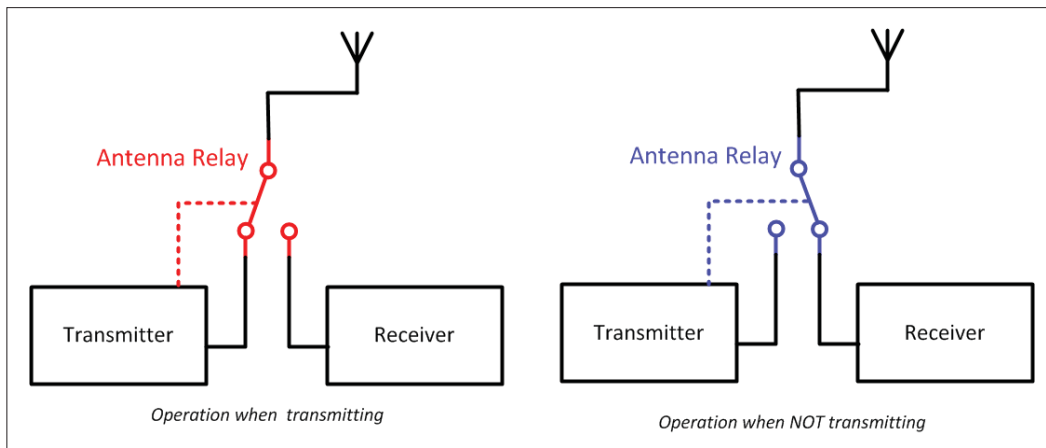 Antenna Relay
Transmitter
Receiver
Operation when transmitting
Antenna Relay
Transmitter
Receiver
Operation when NOT transmitting